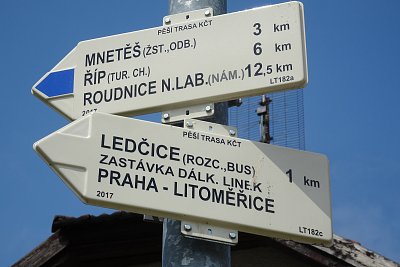 PĚŠÍ TRASA KČT
MNETĚŠ (ŽST., ODB.) 3 km
ŘÍP (TUR. CH.) 6 km
ROUDNICE N.LAB. (NÁM.) 12,5 km
2017 LT182a
PĚŠÍ TRASA KČT
LEDČICE (ROZC., BUS)
ZASTÁVKA DÁLK. LINEK 1 km
PRAHA - LITOMĚŘICE
2017 LT182c